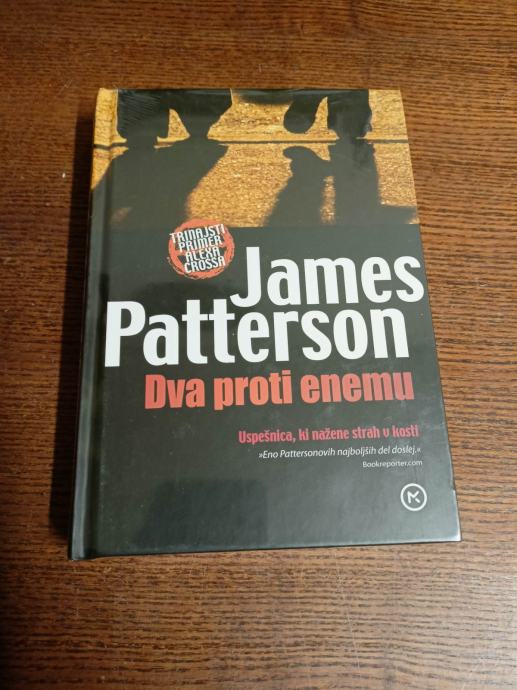 TRINAJSTI
PRIMER
ALEXA
CROSSA
James
Patterson
Dva proti enemu
Uspešnica, ki nažene strah v kosti
»Eno Pattersonovih najboljših del doslej.«
Bookreporter.com